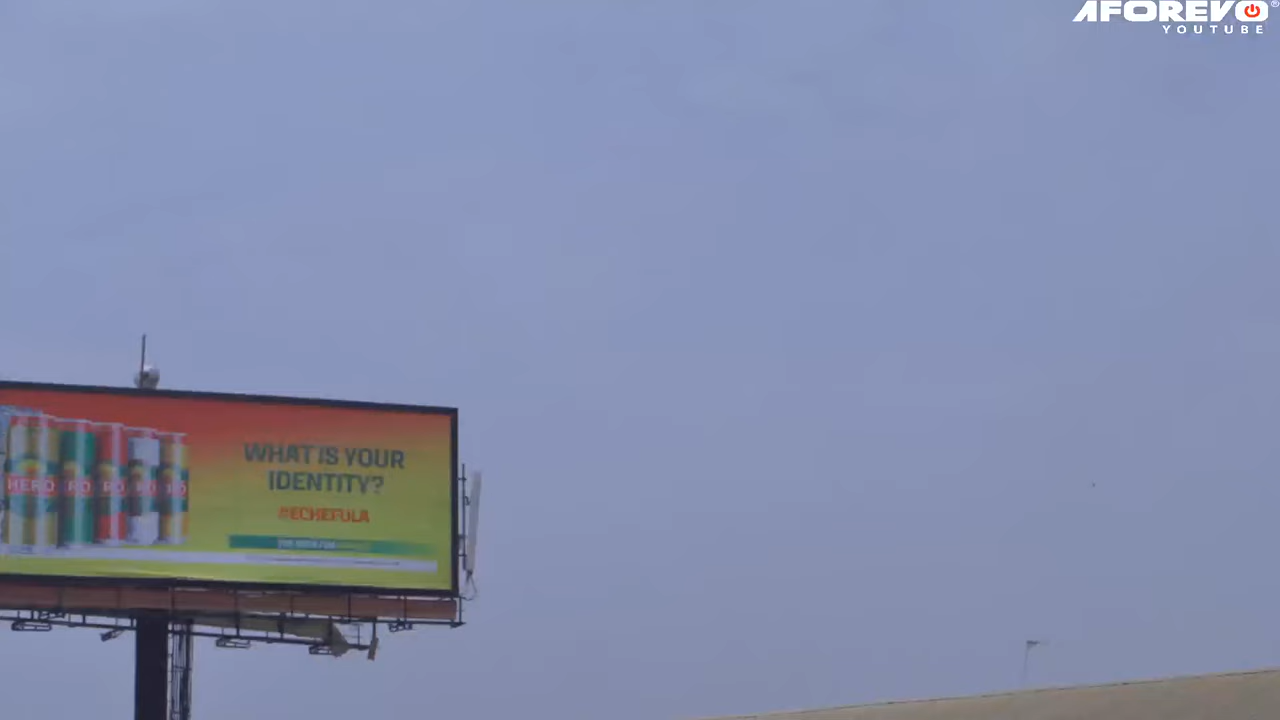 AFOREVO
YOUTUBE
WHAT IS YOUR
IDENTITY?
#ECHEFULA
HERO